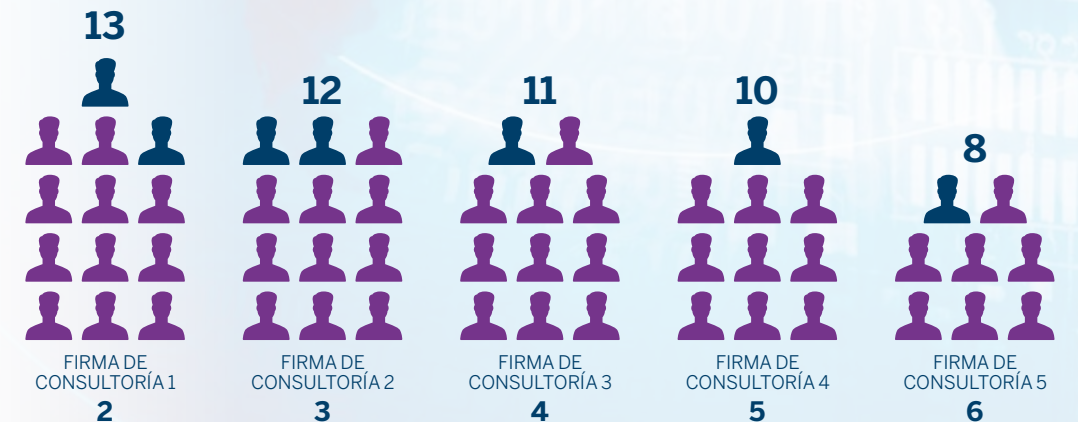 13
12
11
10
8
FIRMA DE
CONSULTORÍA 1
2
FIRMA DE
CONSULTORÍA 2
3
FIRMA DE
CONSULTORÍA 3
4
FIRMA DE
CONSULTORÍA 4
5
FIRMA DE
CONSULTORÍA 5
6